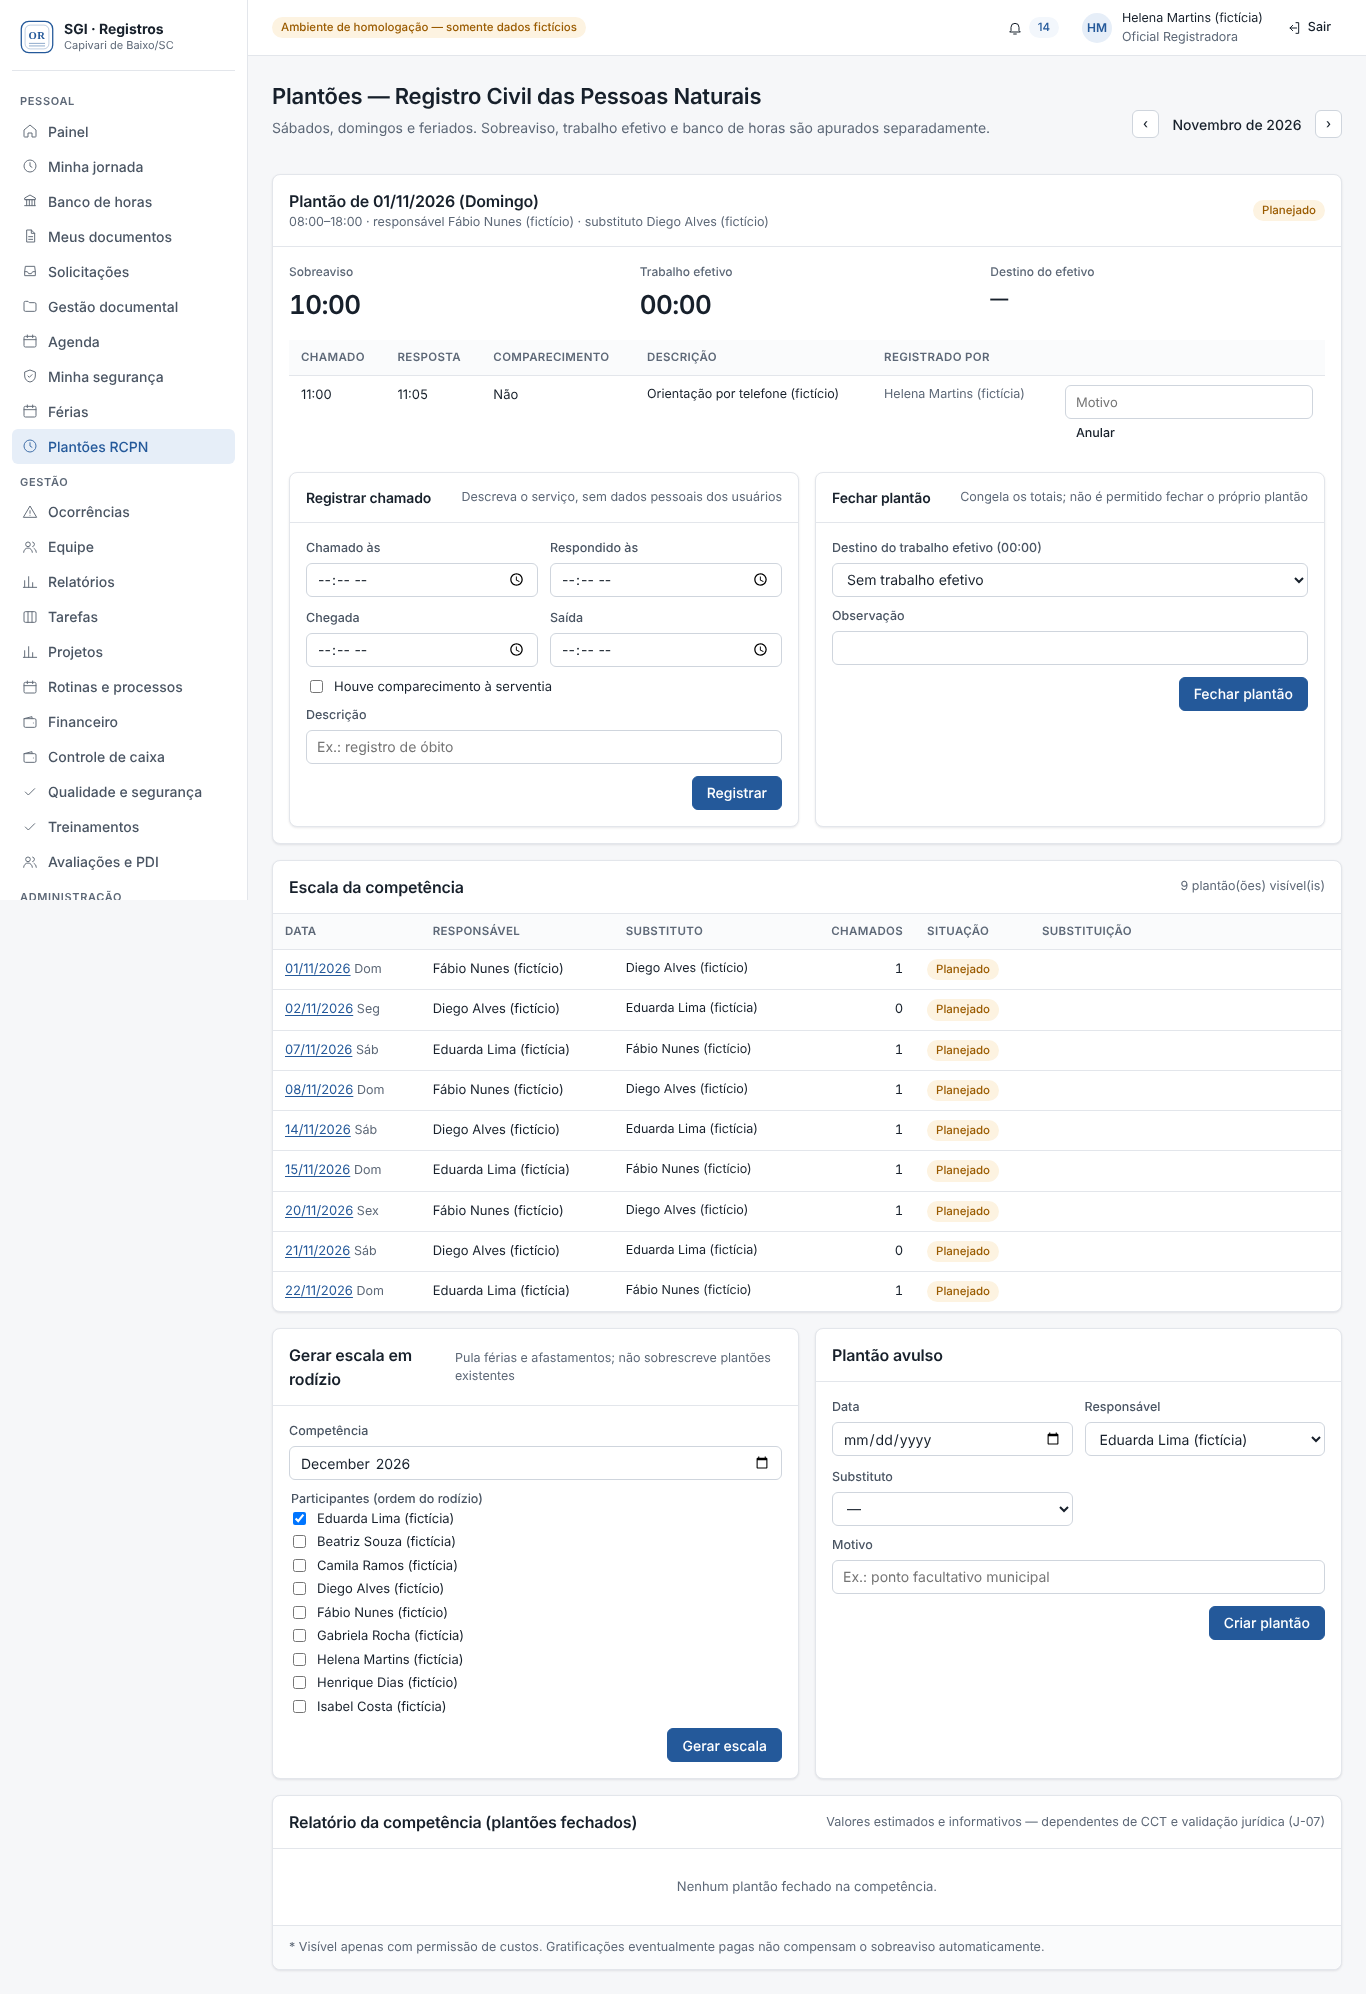 OR
SGI · Registros
Capivari de Baixo/SC
Ambiente de homologação — somente dados fictícios
14
HM
Helena Martins (fictícia)
Oficial Registradora
Sair
PESSOAL
Painel
Minha jornada
Banco de horas
Meus documentos
Solicitações
Gestão documental
Agenda
Minha segurança
Férias
Plantões RCPN
GESTÃO
Ocorrências
Equipe
Relatórios
Tarefas
Projetos
Rotinas e processos
Financeiro
Controle de caixa
Qualidade e segurança
Treinamentos
Avaliações e PDI
ADMINISTRAÇÃO
Plantões — Registro Civil das Pessoas Naturais
Sábados, domingos e feriados. Sobreaviso, trabalho efetivo e banco de horas são apurados separadamente.
‹ Novembro de 2026 ›
Plantão de 01/11/2026 (Domingo)
08:00–18:00 · responsável Fábio Nunes (fictício) · substituto Diego Alves (fictício)
Planejado
Sobreaviso Trabalho efetivo Destino do efetivo
10:00 00:00 —
CHAMADO RESPOSTA COMPARECIMENTO DESCRIÇÃO REGISTRADO POR
11:00 11:05 Não Orientação por telefone (fictício) Helena Martins (fictícia) Motivo
Anular
Registrar chamado Descreva o serviço, sem dados pessoais dos usuários
Chamado às Respondido às
--:-- -- --:-- --
Chegada Saída
--:-- -- --:-- --
Houve comparecimento à serventia
Descrição
Ex.: registro de óbito
Registrar
Fechar plantão Congela os totais; não é permitido fechar o próprio plantão
Destino do trabalho efetivo (00:00)
Sem trabalho efetivo
Observação
Fechar plantão
Escala da competência 9 plantão(ões) visível(is)
DATA RESPONSÁVEL SUBSTITUTO CHAMADOS SITUAÇÃO SUBSTITUIÇÃO
01/11/2026 Dom Fábio Nunes (fictício) Diego Alves (fictício) 1 Planejado
02/11/2026 Seg Diego Alves (fictício) Eduarda Lima (fictícia) 0 Planejado
07/11/2026 Sáb Eduarda Lima (fictícia) Fábio Nunes (fictício) 1 Planejado
08/11/2026 Dom Fábio Nunes (fictício) Diego Alves (fictício) 1 Planejado
14/11/2026 Sáb Diego Alves (fictício) Eduarda Lima (fictícia) 1 Planejado
15/11/2026 Dom Eduarda Lima (fictícia) Fábio Nunes (fictício) 1 Planejado
20/11/2026 Sex Fábio Nunes (fictício) Diego Alves (fictício) 1 Planejado
21/11/2026 Sáb Diego Alves (fictício) Eduarda Lima (fictícia) 0 Planejado
22/11/2026 Dom Eduarda Lima (fictícia) Fábio Nunes (fictício) 1 Planejado
Gerar escala em
rodízio
Pula férias e afastamentos; não sobrescreve plantões
existentes
Competência
December 2026
Participantes (ordem do rodízio)
Eduarda Lima (fictícia)
Beatriz Souza (fictícia)
Camila Ramos (fictícia)
Diego Alves (fictício)
Fábio Nunes (fictício)
Gabriela Rocha (fictícia)
Helena Martins (fictícia)
Henrique Dias (fictício)
Isabel Costa (fictícia)
Gerar escala
Plantão avulso
Data Responsável
mm/dd/yyyy Eduarda Lima (fictícia)
Substituto
—
Motivo
Ex.: ponto facultativo municipal
Criar plantão
Relatório da competência (plantões fechados) Valores estimados e informativos — dependentes de CCT e validação jurídica (J-07)
Nenhum plantão fechado na competência.
* Visível apenas com permissão de custos. Gratificações eventualmente pagas não compensam o sobreaviso automaticamente.